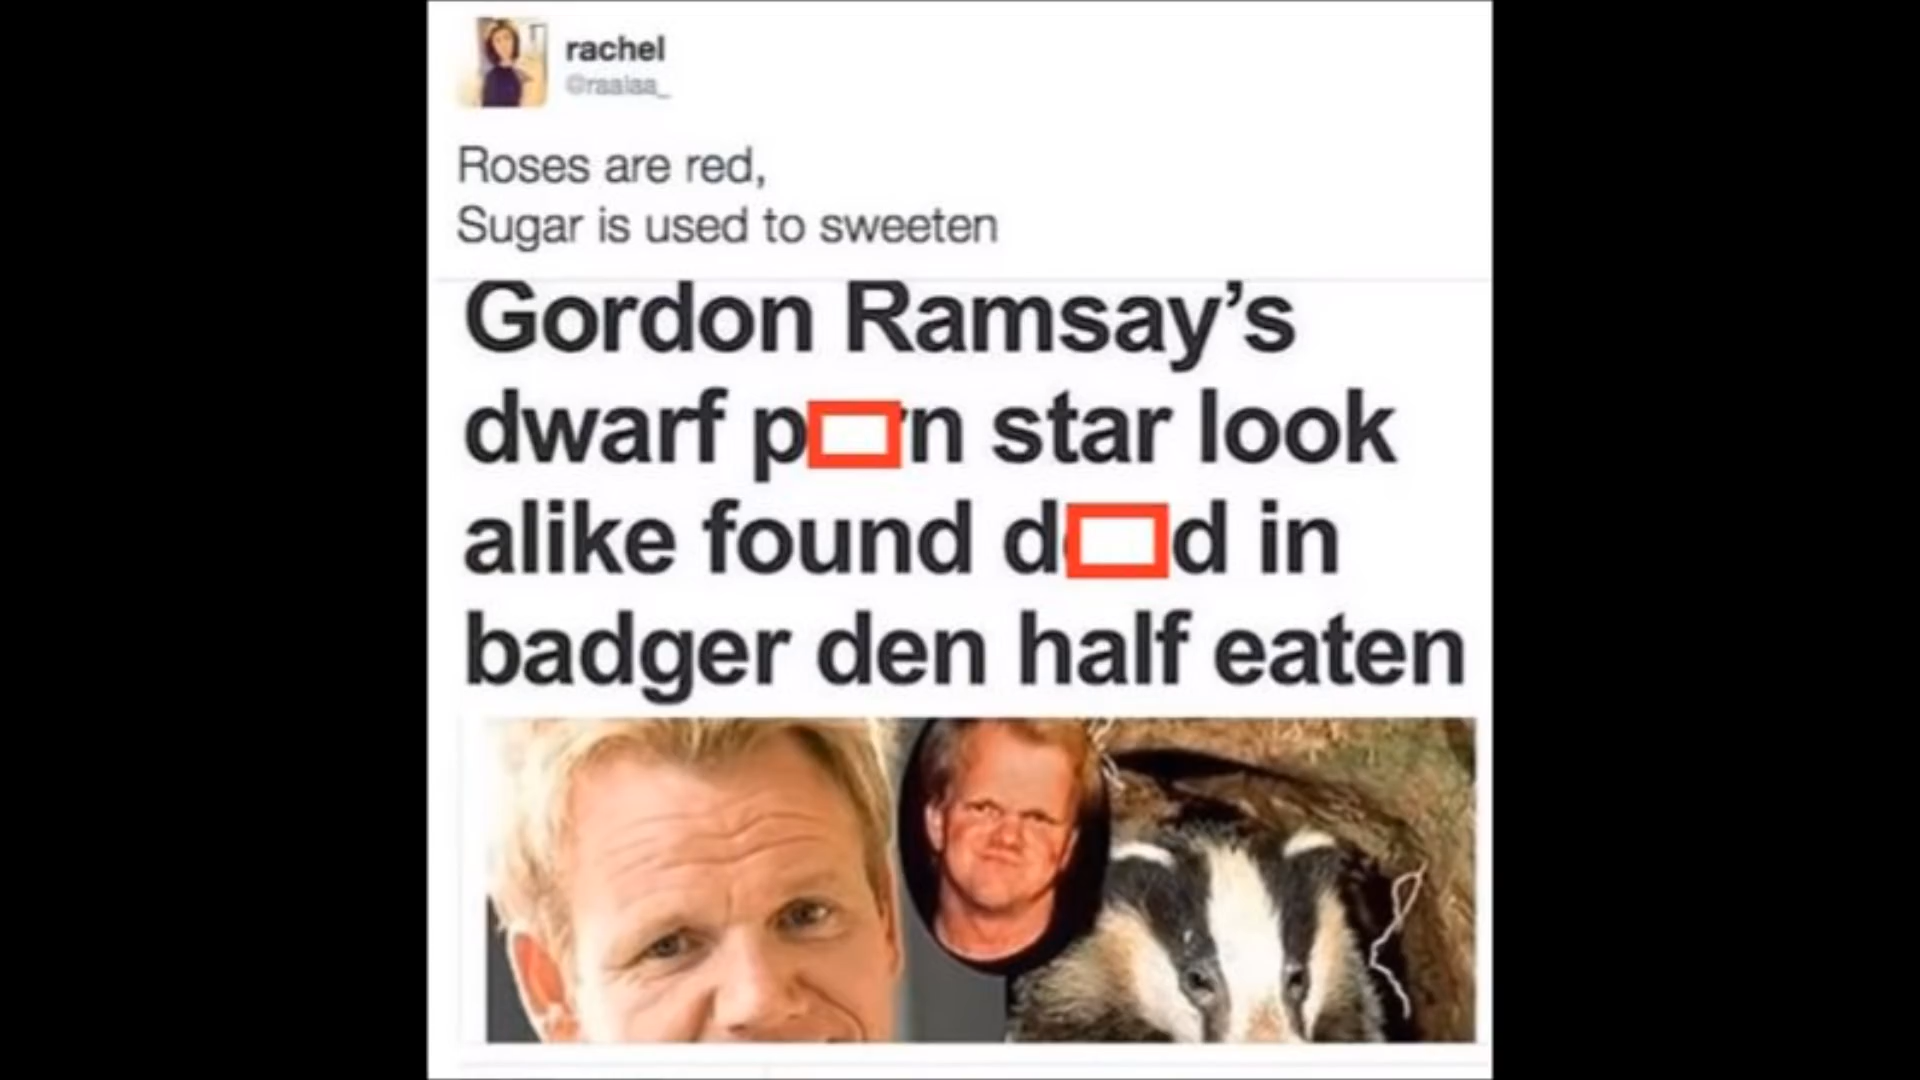 rachel
@raalaa_
Roses are red,
Sugar is used to sweeten
Gordon Ramsay's
dwarf p n star look
alike found d d in
badger den half eaten